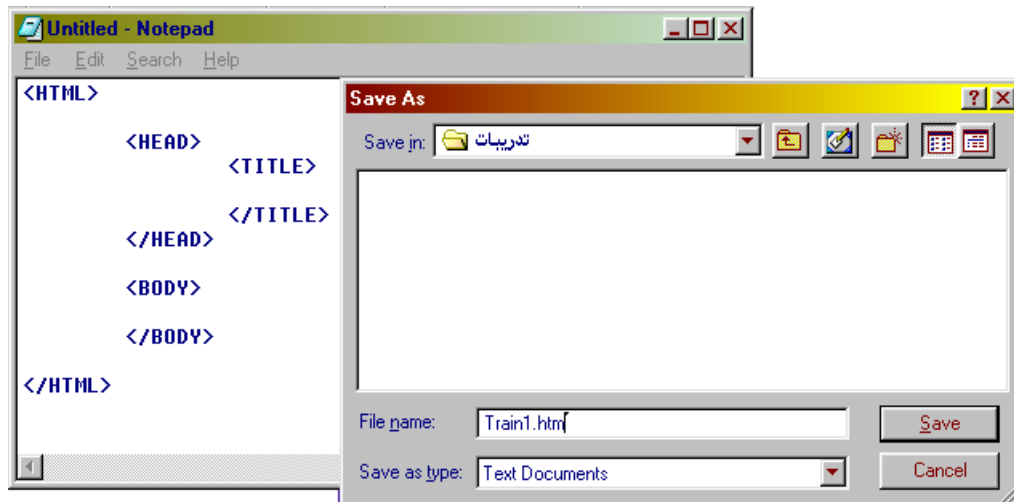 Untitled - Notepad
File Edit Search Help
<HTML>
<HEAD>
<TITLE>
</TITLE>
</HEAD>
<BODY>
</BODY>
</HTML>
Save As
Save in: تدريبات
File name: Train1.htm
Save
Save as type: Text Documents
Cancel